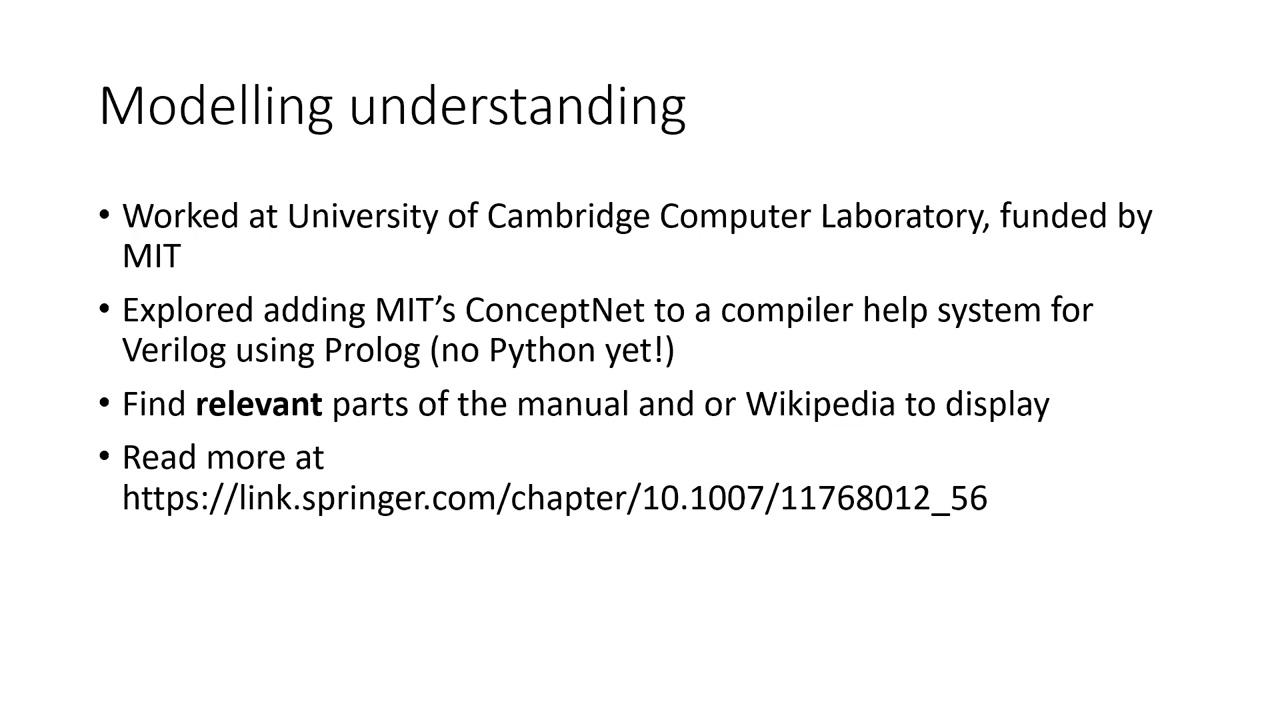 Modelling understanding
• Worked at University of Cambridge Computer Laboratory, funded by
MIT
• Explored adding MIT’s ConceptNet to a compiler help system for
Verilog using Prolog (no Python yet!)
• Find relevant parts of the manual and or Wikipedia to display
• Read more at
https://link.springer.com/chapter/10.1007/11768012_56